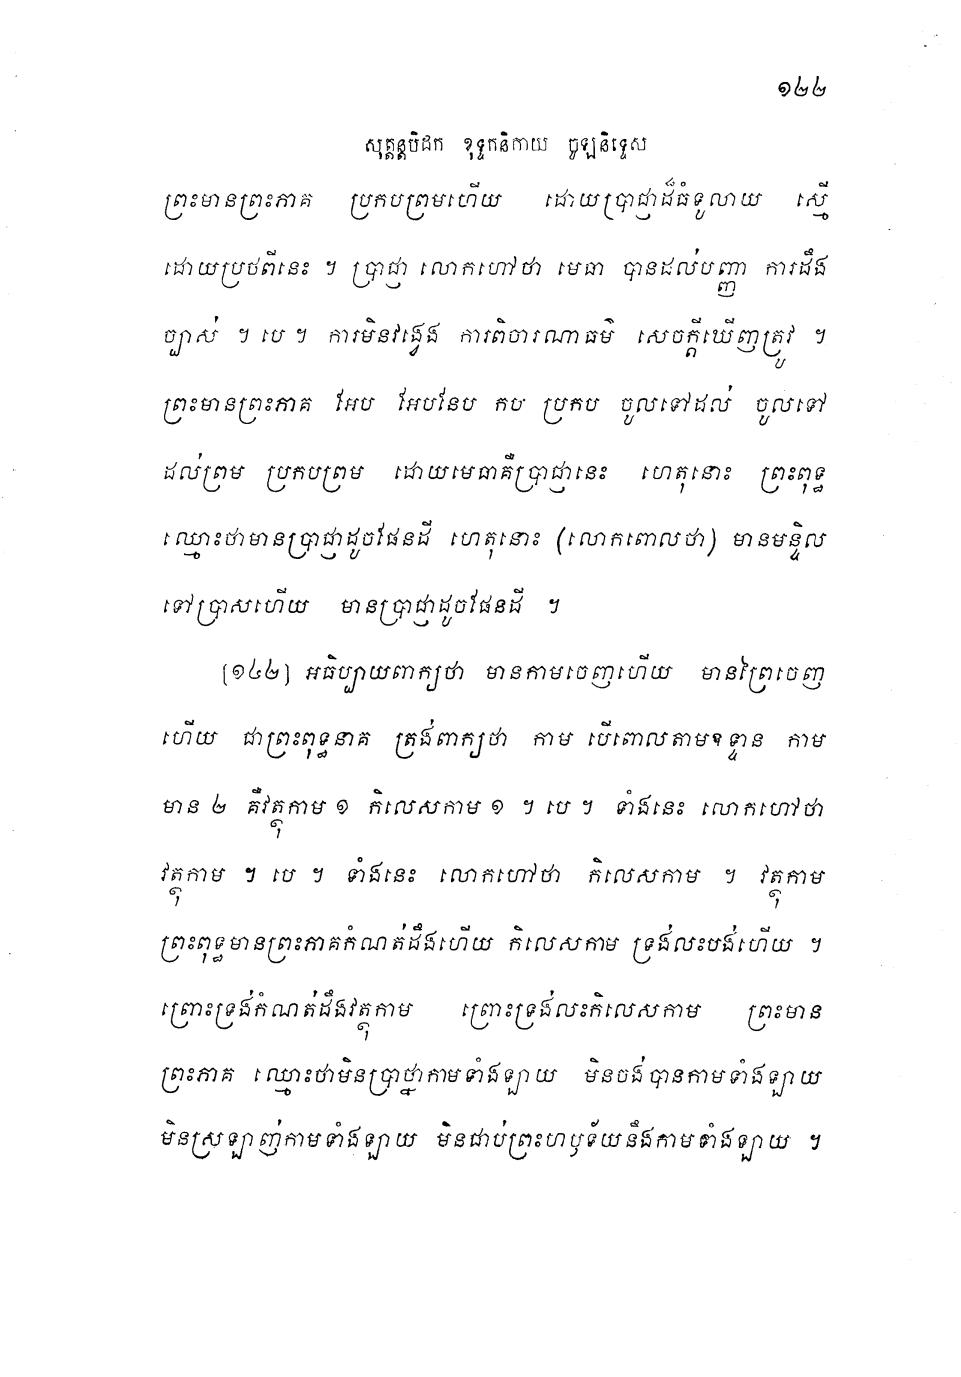 ១២២
សុត្តន្តបិដក ខុទ្ទកនិកាយ ចូឡនិទ្ទេស
ព្រះមានព្រះភាគ ប្រកបព្រមហើយ ដោយប្រាជ្ញាដ៏ធំទូលាយ ស្មើ
ដោយប្រថពីនេះ ។ ប្រាជ្ញា លោកហៅថា មេធា បានដល់បញ្ញា ការដឹង
ច្បាស់ ។ បេ ។ ការមិនវង្វេង ការពិចារណាធម៌ សេចក្តីឃើញត្រូវ ។
ព្រះមានព្រះភាគ អែប អែបនែប កប ប្រកប ចូលទៅដល់ ចូលទៅ
ដល់ព្រម ប្រកបព្រម ដោយមេធាគឺប្រាជ្ញានេះ ហេតុនោះ ព្រះពុទ្ធ
ឈ្មោះថាមានប្រាជ្ញាដូចផែនដី ហេតុនោះ (លោកពោលថា) មានមន្ទិល
ទៅប្រាសហើយ មានប្រាជ្ញាដូចផែនដី ។
[១៤២] អធិប្បាយពាក្យថា មានកាមចេញហើយ មានព្រៃចេញ
ហើយ ជាព្រះពុទ្ធនាគ ត្រង់ពាក្យថា កាម បើពោលតាមឧទ្ទាន កាម
មាន ២ គឺវត្ថុកាម ១ កិលេសកាម ១ ។ បេ ។ ទាំងនេះ លោកហៅថា
វត្ថុកាម ។ បេ ។ ទាំងនេះ លោកហៅថា កិលេសកាម ។ វត្ថុកាម
ព្រះពុទ្ធមានព្រះភាគកំណត់ដឹងហើយ កិលេសកាម ទ្រង់លះបង់ហើយ ។
ព្រោះទ្រង់កំណត់ដឹងវត្ថុកាម ព្រោះទ្រង់លះកិលេសកាម ព្រះមាន
ព្រះភាគ ឈ្មោះថាមិនប្រាថ្នាកាមទាំងឡាយ មិនចង់បានកាមទាំងឡាយ
មិនស្រឡាញ់កាមទាំងឡាយ មិនជាប់ព្រះហឫទ័យនឹងកាមទាំងឡាយ ។